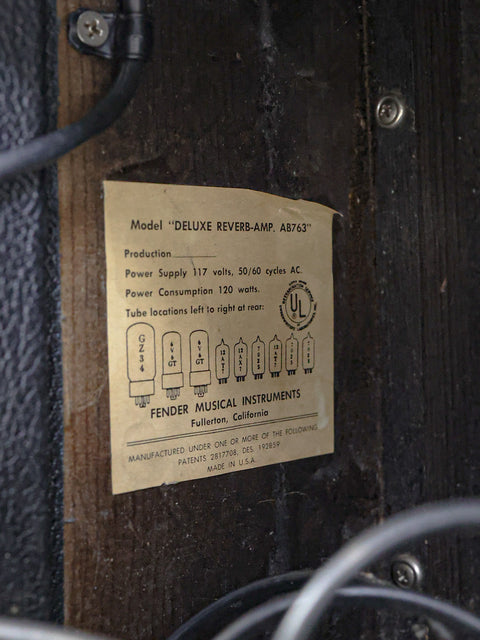 Model "DELUXE REVERB-AMP. AB763"
Production
Power Supply 117 volts, 50/60 cycles AC.
Power Consumption 120 watts.
Tube locations left to right at rear:
UL
GZ34
6V6GT
6V6GT
12AT7
12AX7
7025
12AT7
7025
7025
FENDER MUSICAL INSTRUMENTS
Fullerton, California
MANUFACTURED UNDER ONE OR MORE OF THE FOLLOWING
PATENTS 2817708, DES. 192859
MADE IN U.S.A.